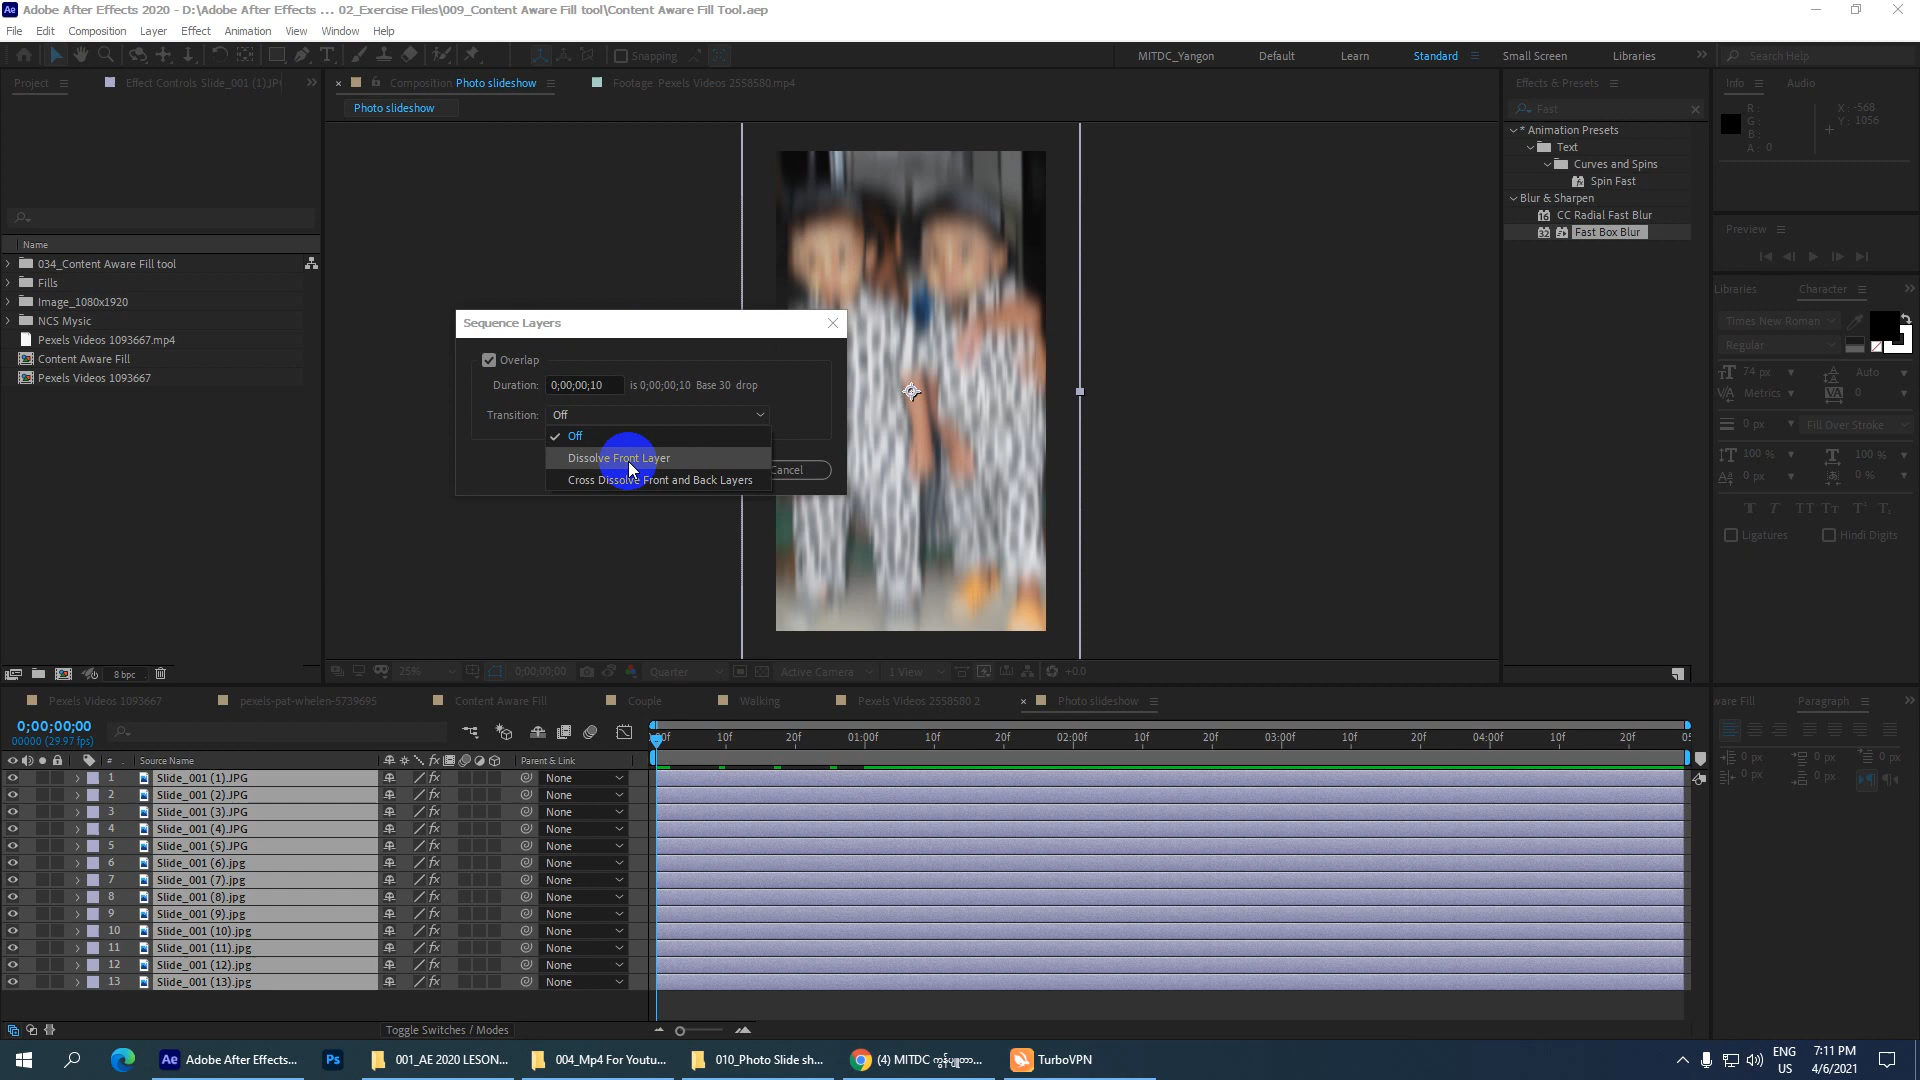 Adobe After Effects 2020 - D:\Adobe After Effects ... 02_Exercise Files\009_Content Aware Fill tool\Content Aware Fill Tool.aep
File Edit Composition Layer Effect Animation View Window Help
Snapping MITDC_Yangon Default Learn Standard Small Screen Libraries Search Help
Project Effect Controls Slide_001 (1).JP Composition Photo slideshow Footage Pexels Videos 2558580.mp4 Effects & Presets Info Audio
Photo slideshow Fast
R : X : -568
G : Y : 1056
B :
A : 0
* Animation Presets
Text
Curves and Spins
Spin Fast
Blur & Sharpen
CC Radial Fast Blur
Fast Box Blur
Preview
Name
034_Content Aware Fill tool
Fills
Image_1080x1920
NCS Mysic
Pexels Videos 1093667.mp4
Content Aware Fill
Pexels Videos 1093667
Libraries Character
Times New Roman
Regular
74 px Auto
Metrics 0
0 px Fill Over Stroke
100 % 100 %
0 px 0 %
Ligatures Hindi Digits
Sequence Layers
Overlap
Duration: 0;00;00;10 is 0;00;00;10 Base 30 drop
Transition: Off
Off
Dissolve Front Layer
Cross Dissolve Front and Back Layers
Cancel
8 bpc 25% 0;00;00;00 Quarter Active Camera 1 View +0.0
Pexels Videos 1093667 pexels-pat-whelen-5739695 Content Aware Fill Couple Walking Pexels Videos 2558580 2 Photo slideshow
ware Fill Paragraph
0;00;00;00
00000 (29.97 fps)
10f 20f 01:00f 10f 20f 02:00f 10f 20f 03:00f 10f 20f 04:00f 10f 20f 05
# Source Name Parent & Link
1 Slide_001 (1).JPG None
2 Slide_001 (2).JPG None
3 Slide_001 (3).JPG None
4 Slide_001 (4).JPG None
5 Slide_001 (5).JPG None
6 Slide_001 (6).jpg None
7 Slide_001 (7).jpg None
8 Slide_001 (8).jpg None
9 Slide_001 (9).jpg None
10 Slide_001 (10).jpg None
11 Slide_001 (11).jpg None
12 Slide_001 (12).jpg None
13 Slide_001 (13).jpg None
0 px 0 px 0 px
0 px 0 px
Toggle Switches / Modes
Adobe After Effects... 001_AE 2020 LESON... 004_Mp4 For Youtu... 010_Photo Slide sh... (4) MITDC ကွန်ပျူတာ... TurboVPN
ENG
US
7:11 PM
4/6/2021